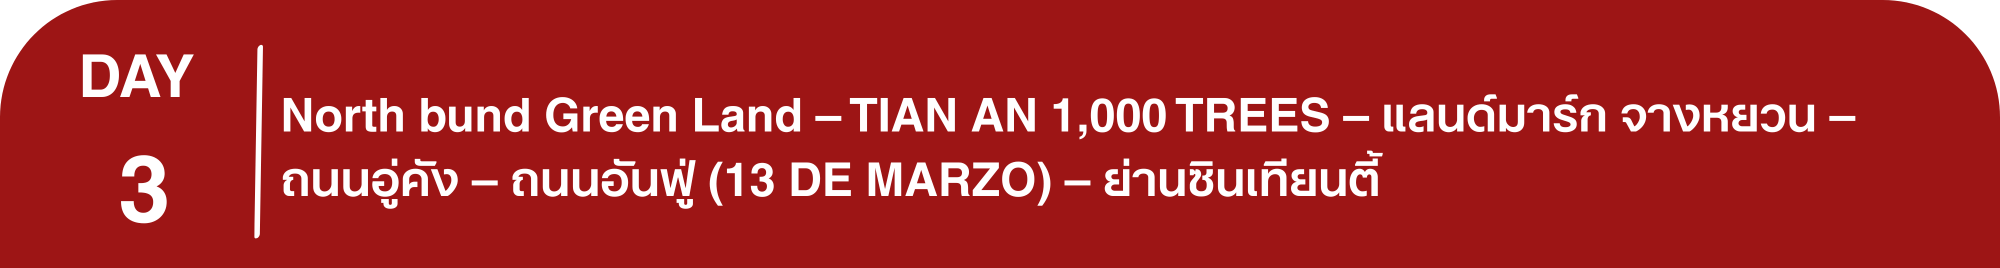 DAY
3
North bund Green Land – TIAN AN 1,000 TREES – แลนด์มาร์ก จางหยวน –
ถนนอู่คัง – ถนนอันฟู่ (13 DE MARZO) – ย่านซินเทียนตี้